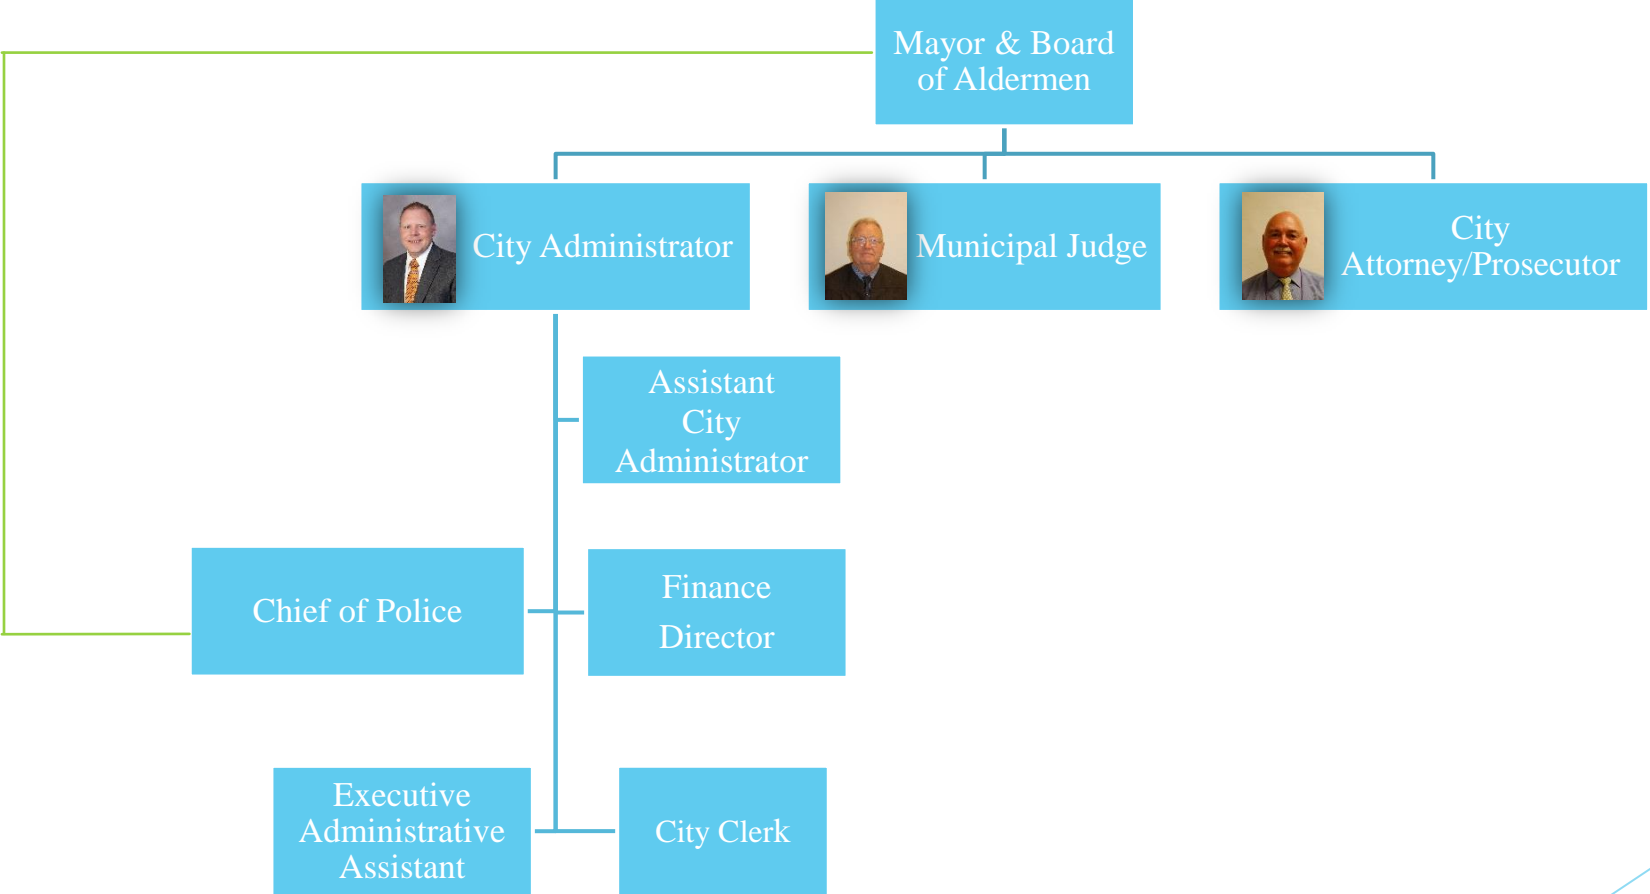 Mayor & Board
of Aldermen
City Administrator
Municipal Judge
City
Attorney/Prosecutor
Assistant
City
Administrator
Chief of Police
Finance
Director
Executive
Administrative
Assistant
City Clerk